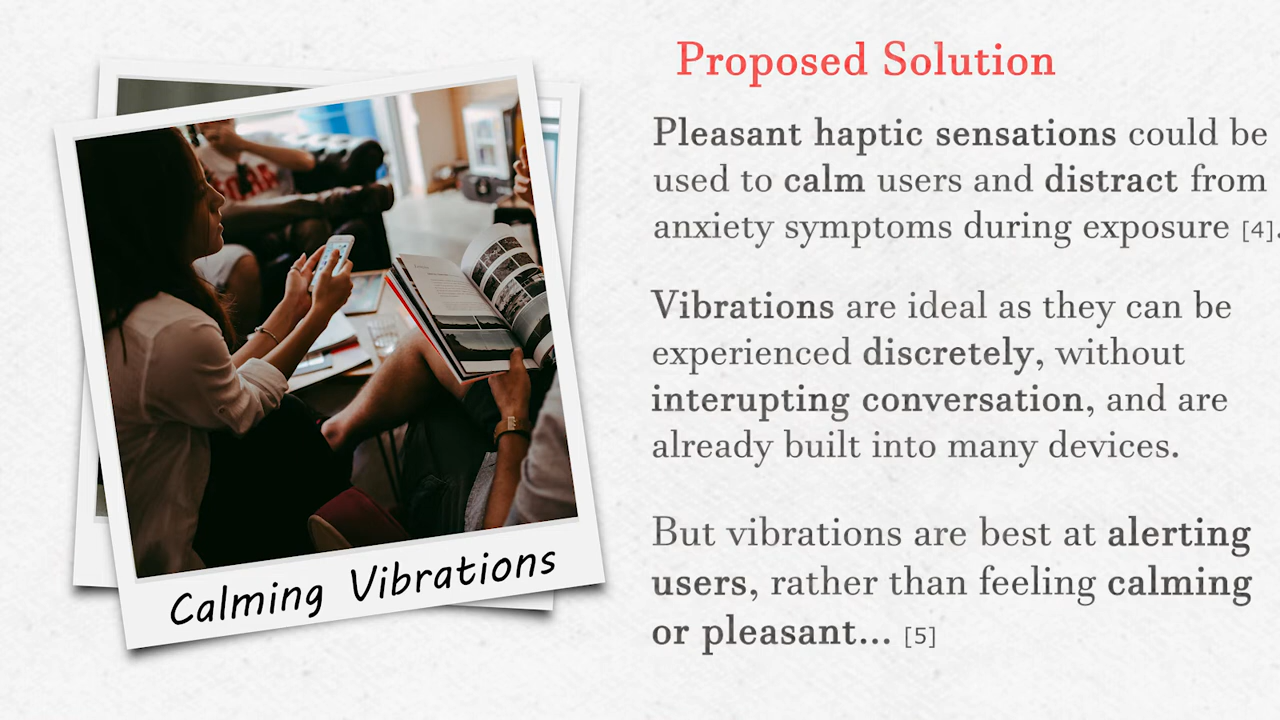 Proposed Solution
Pleasant haptic sensations could be
used to calm users and distract from
anxiety symptoms during exposure [4].
Vibrations are ideal as they can be
experienced discretely, without
interupting conversation, and are
already built into many devices.
But vibrations are best at alerting
users, rather than feeling calming
or pleasant... [5]
Calming Vibrations